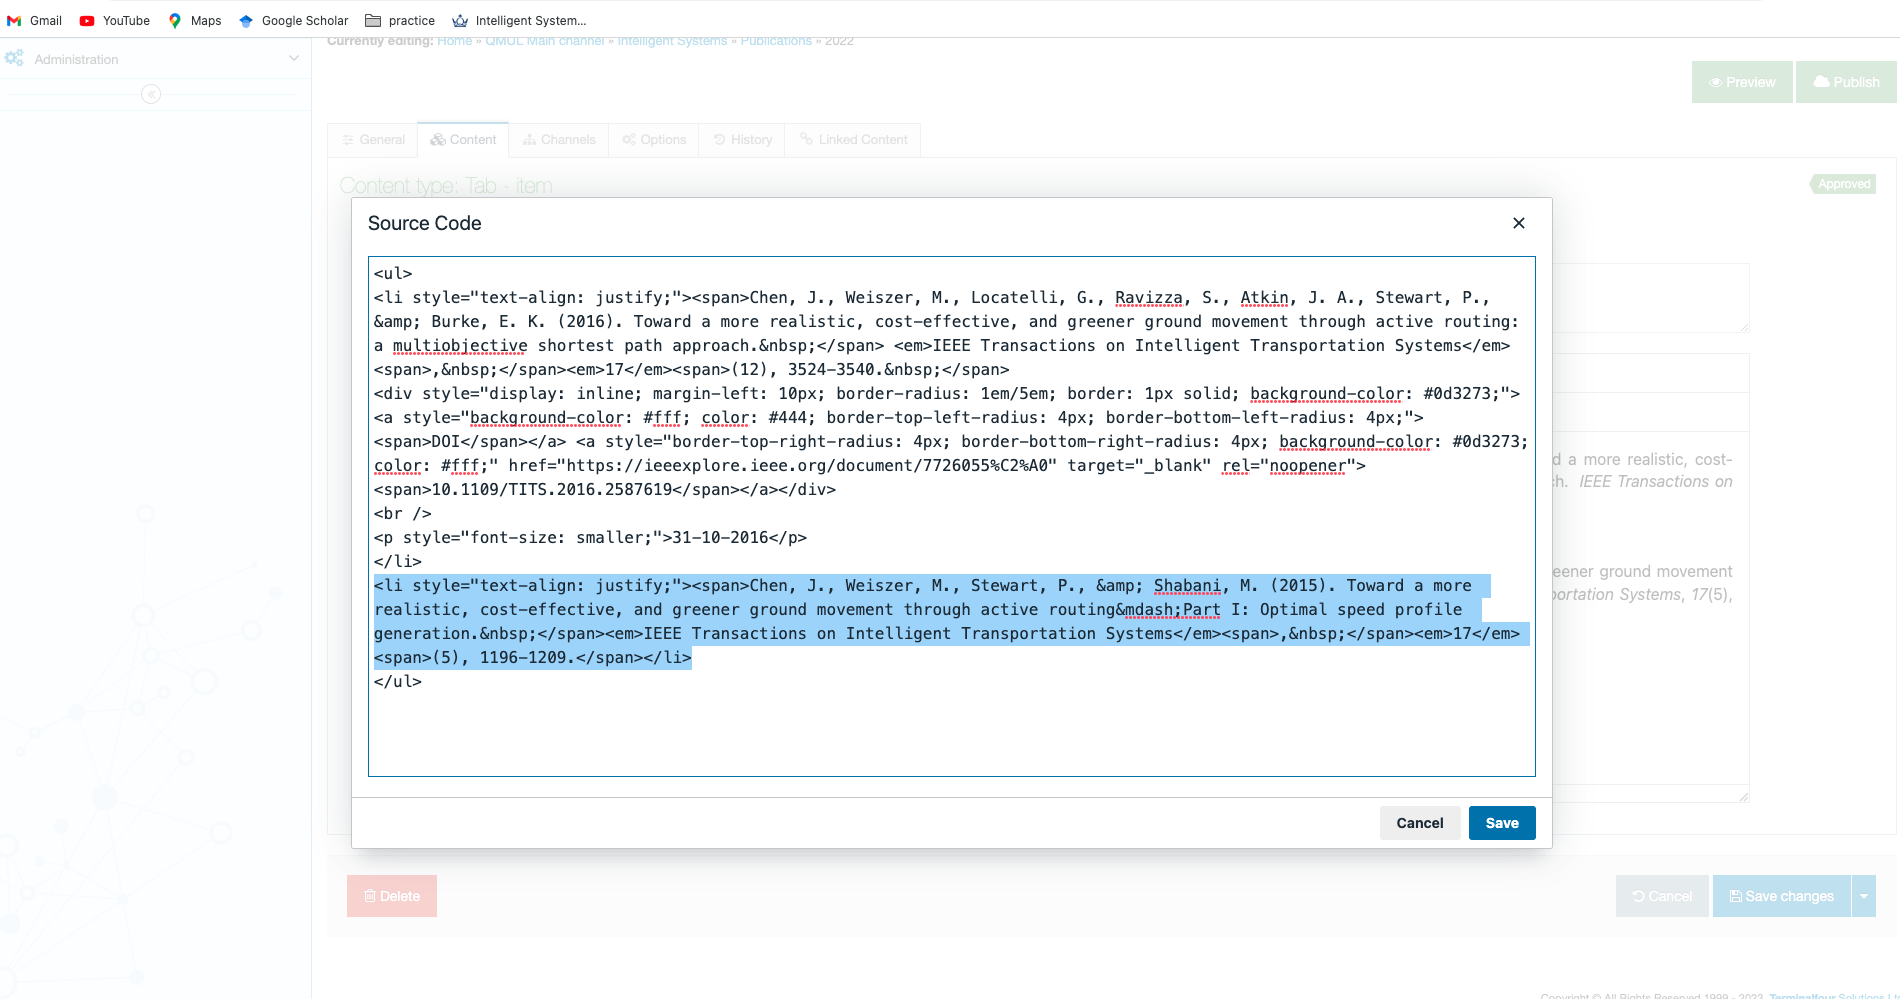 Gmail YouTube Maps Google Scholar practice Intelligent System...
Currently editing: Home » QMUL Main channel » Intelligent Systems » Publications » 2022
Administration
Preview Publish
General Content Channels Options History Linked Content
Content type: Tab - item
Approved
Source Code
<ul>
<li style="text-align: justify;"><span>Chen, J., Weiszer, M., Locatelli, G., Ravizza, S., Atkin, J. A., Stewart, P.,
&amp; Burke, E. K. (2016). Toward a more realistic, cost-effective, and greener ground movement through active routing:
a multiobjective shortest path approach.&nbsp;</span> <em>IEEE Transactions on Intelligent Transportation Systems</em>
<span>,&nbsp;</span><em>17</em><span>(12), 3524-3540.&nbsp;</span>
<div style="display: inline; margin-left: 10px; border-radius: 1em/5em; border: 1px solid; background-color: #0d3273;">
<a style="background-color: #fff; color: #444; border-top-left-radius: 4px; border-bottom-left-radius: 4px;">
<span>DOI</span></a> <a style="border-top-right-radius: 4px; border-bottom-right-radius: 4px; background-color: #0d3273;
color: #fff;" href="https://ieeexplore.ieee.org/document/7726055%C2%A0" target="_blank" rel="noopener">
<span>10.1109/TITS.2016.2587619</span></a></div>
<br />
<p style="font-size: smaller;">31-10-2016</p>
</li>
<li style="text-align: justify;"><span>Chen, J., Weiszer, M., Stewart, P., &amp; Shabani, M. (2015). Toward a more
realistic, cost-effective, and greener ground movement through active routing&mdash;Part I: Optimal speed profile
generation.&nbsp;</span><em>IEEE Transactions on Intelligent Transportation Systems</em><span>,&nbsp;</span><em>17</em>
<span>(5), 1196-1209.</span></li>
</ul>
d a more realistic, cost-
ch. IEEE Transactions on
eener ground movement
portation Systems, 17(5),
Cancel Save
Delete
Cancel Save changes
Copyright © All Rights Reserved 1999 - 2023. Terminalfour Solutions Lt